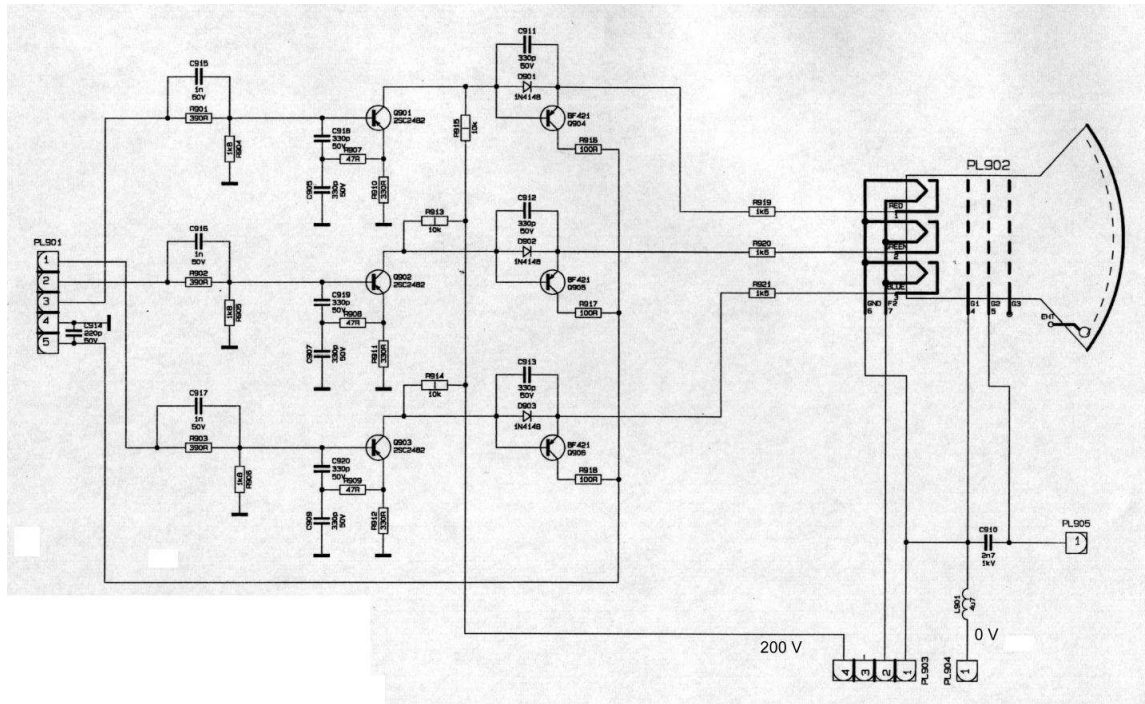 C911
330p
50V
C915
1n
50V
D901
1N4148
R901
390R
Q901
2SC2482
BF421
Q904
R915
10k
C918
330p
50V
R904
1k8
R907
47R
R916
100R
PL902
C905
330p
50V
R910
330R
C912
330p
50V
R919
1k5
RED
1
R913
10k
PL901
C916
1n
50V
D902
1N4148
R920
1k5
GREEN
2
1
2
3
4
5
R902
390R
Q902
2SC2482
BF421
Q905
R921
1k5
BLUE
3
C919
330p
50V
R905
1k8
R908
47R
R917
100R
GND
6
F2
7
G1
4
G2
5
G3
EHT
C914
220p
50V
C907
330p
50V
R911
330R
C913
330p
50V
R914
10k
C917
1n
50V
D903
1N4148
R903
390R
Q903
2SC2482
BF421
Q906
C920
330p
50V
R906
1k8
R909
47R
R918
100R
C909
330p
50V
R912
330R
C910
2n7
1kV
PL905
1
L901
4u7
200 V
0 V
4
3
2
1
PL903
PL904
1